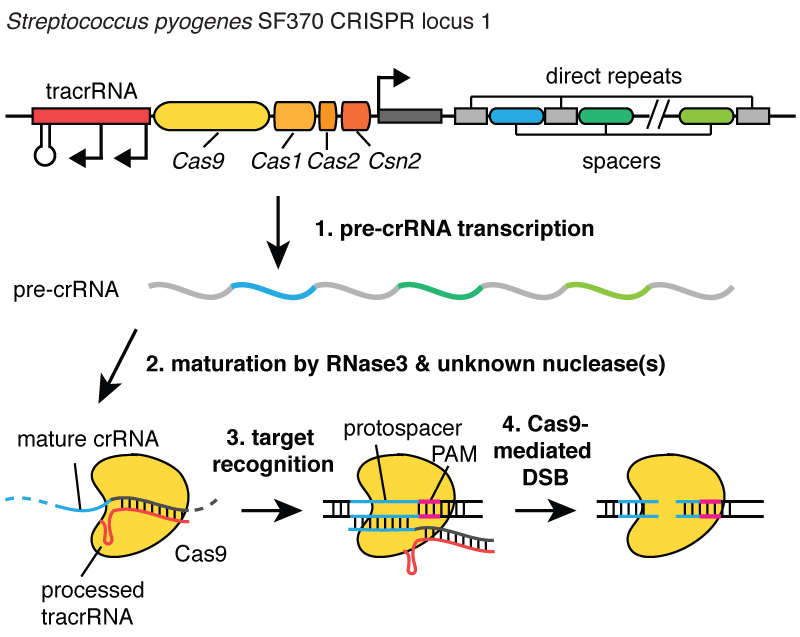 Streptococcus pyogenes SF370 CRISPR locus 1
tracrRNA
direct repeats
Cas9
Cas1
Cas2
Csn2
spacers
1. pre-crRNA transcription
pre-crRNA
2. maturation by RNase3 & unknown nuclease(s)
mature crRNA
3. target
recognition
protospacer
PAM
4. Cas9-
mediated
DSB
Cas9
processed
tracrRNA